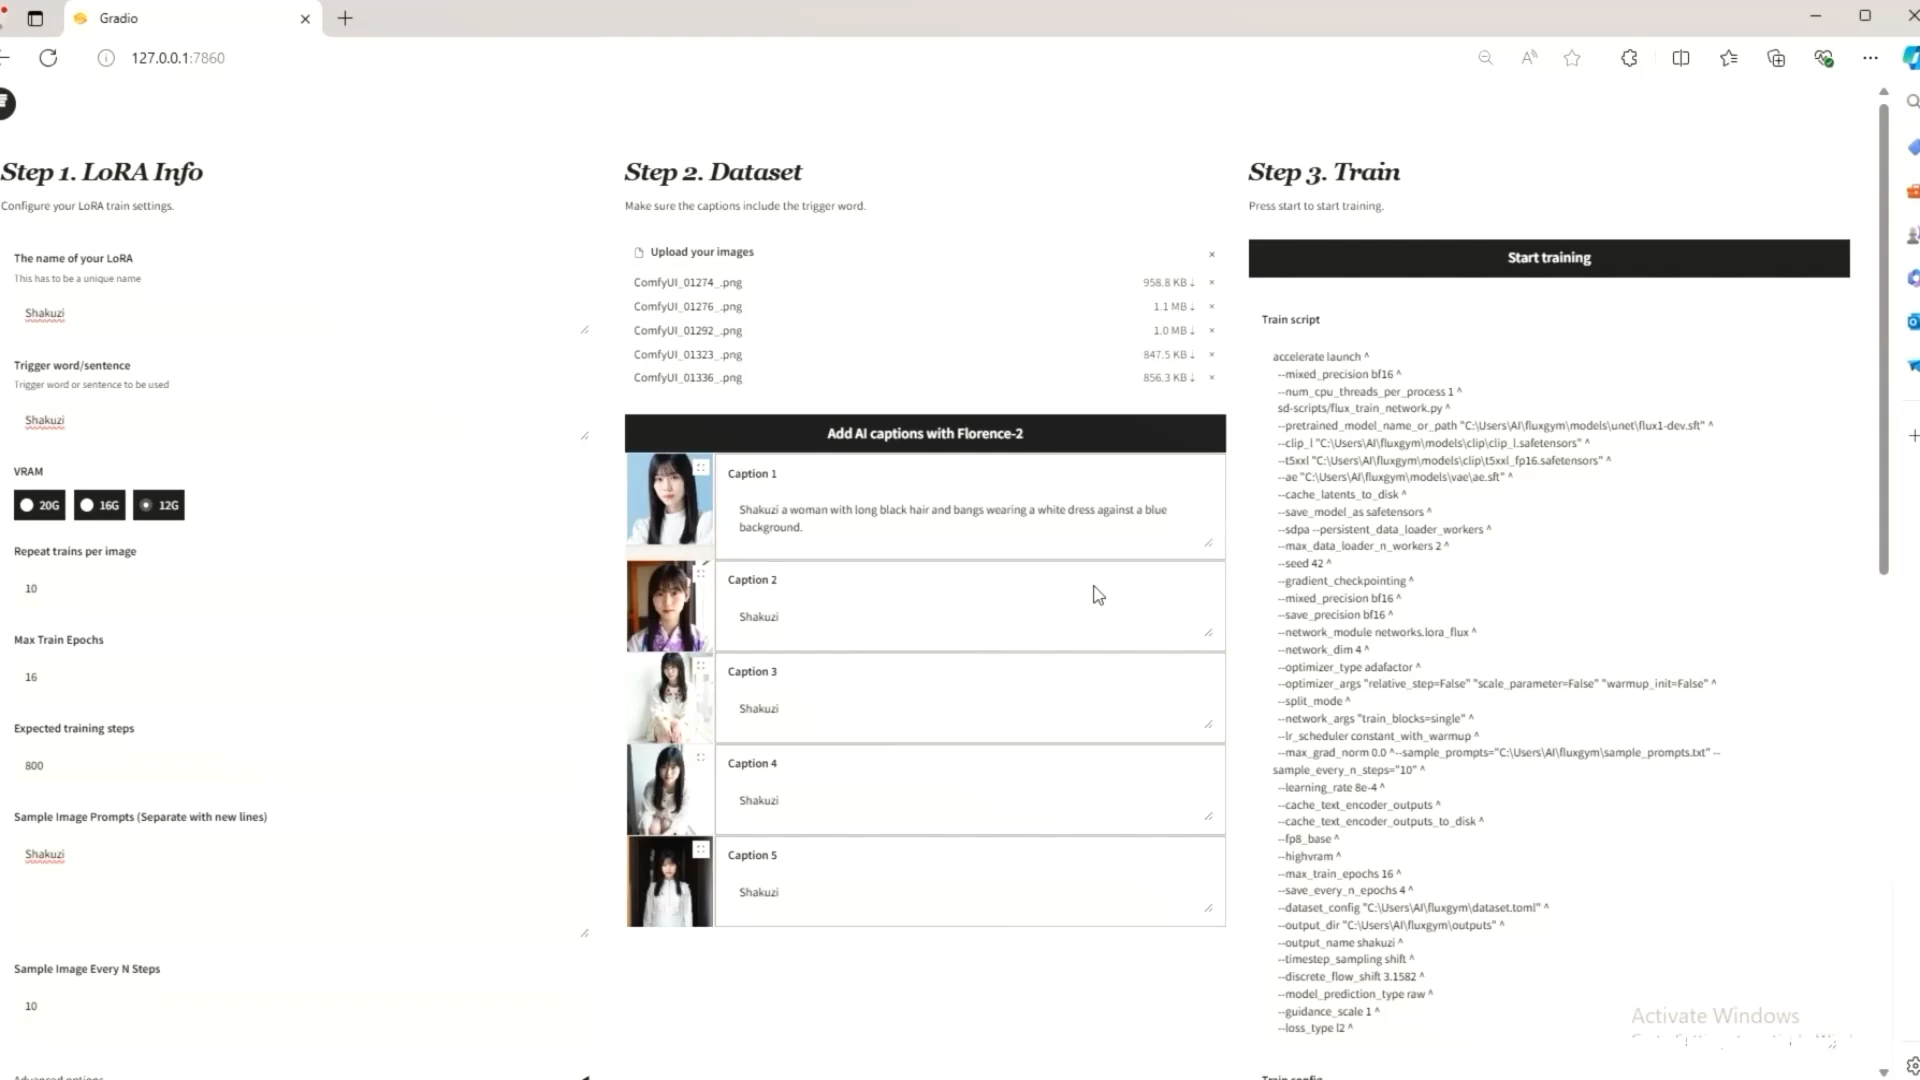 Gradio
127.0.0.1:7860
Step 1. LoRA Info
Configure your LoRA train settings.
The name of your LoRA
This has to be a unique name
Shakuzi
Trigger word/sentence
Trigger word or sentence to be used
Shakuzi
VRAM
20G 16G 12G
Repeat trains per image
10
Max Train Epochs
16
Expected training steps
800
Sample Image Prompts (Separate with new lines)
Shakuzi
Sample Image Every N Steps
10
Advanced options
Step 2. Dataset
Make sure the captions include the trigger word.
Upload your images
ComfyUI_01274_.png 958.8 KB ↓
ComfyUI_01276_.png 1.1 MB ↓
ComfyUI_01292_.png 1.0 MB ↓
ComfyUI_01323_.png 847.5 KB ↓
ComfyUI_01336_.png 856.3 KB ↓
Add AI captions with Florence-2
Caption 1
Shakuzi a woman with long black hair and bangs wearing a white dress against a blue
background.
Caption 2
Shakuzi
Caption 3
Shakuzi
Caption 4
Shakuzi
Caption 5
Shakuzi
Step 3. Train
Press start to start training.
Start training
Train script
accelerate launch ^
--mixed_precision bf16 ^
--num_cpu_threads_per_process 1 ^
sd-scripts/flux_train_network.py ^
--pretrained_model_name_or_path "C:\Users\AI\fluxgym\models\unet\flux1-dev.sft" ^
--clip_l "C:\Users\AI\fluxgym\models\clip\clip_l.safetensors" ^
--t5xxl "C:\Users\AI\fluxgym\models\clip\t5xxl_fp16.safetensors" ^
--ae "C:\Users\AI\fluxgym\models\vae\ae.sft" ^
--cache_latents_to_disk ^
--save_model_as safetensors ^
--sdpa --persistent_data_loader_workers ^
--max_data_loader_n_workers 2 ^
--seed 42 ^
--gradient_checkpointing ^
--mixed_precision bf16 ^
--save_precision bf16 ^
--network_module networks.lora_flux ^
--network_dim 4 ^
--optimizer_type adafactor ^
--optimizer_args "relative_step=False" "scale_parameter=False" "warmup_init=False" ^
--split_mode ^
--network_args "train_blocks=single" ^
--lr_scheduler constant_with_warmup ^
--max_grad_norm 0.0 ^--sample_prompts="C:\Users\AI\fluxgym\sample_prompts.txt" --
sample_every_n_steps="10" ^
--learning_rate 8e-4 ^
--cache_text_encoder_outputs ^
--cache_text_encoder_outputs_to_disk ^
--fp8_base ^
--highvram ^
--max_train_epochs 16 ^
--save_every_n_epochs 4 ^
--dataset_config "C:\Users\AI\fluxgym\dataset.toml" ^
--output_dir "C:\Users\AI\fluxgym\outputs" ^
--output_name shakuzi ^
--timestep_sampling shift ^
--discrete_flow_shift 3.1582 ^
--model_prediction_type raw ^
--guidance_scale 1 ^
--loss_type l2 ^
Train config
Activate Windows